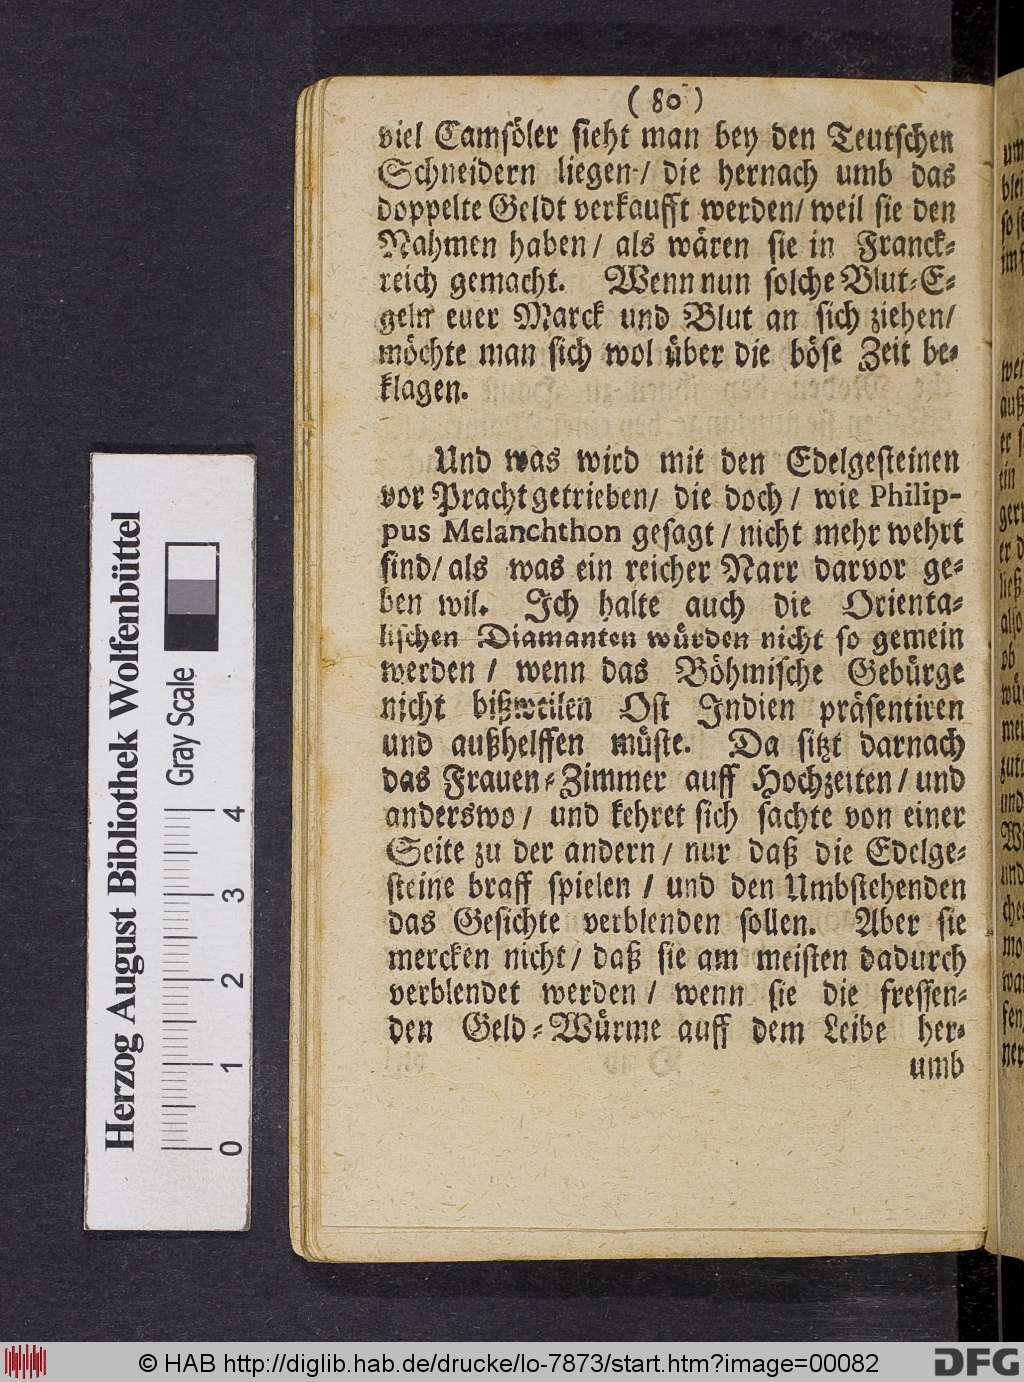 ( 80 )
viel Camsöler sieht man bey den Teutschen
Schneidern liegen / die hernach umb das
doppelte Geldt verkaufft werden/ weil sie den
Nahmen haben / als wären sie in Franck-
reich gemacht. Wenn nun solche Blut-E-
geln euer Marck und Blut an sich ziehen/
möchte man sich wol über die böse Zeit be-
klagen.
Und was wird mit den Edelgesteinen
vor Pracht getrieben/ die doch / wie Philip-
pus Melanchthon gesagt / nicht mehr wehrt
sind/ als was ein reicher Narr darvor ge-
ben wil. Ich halte auch die Orienta-
lischen Diamanten würden nicht so gemein
werden / wenn das Böhmische Gebürge
nicht bißweilen Ost Indien präsentiren
und außhelffen müste. Da sitzt darnach
das Frauen-Zimmer auff Hochzeiten / und
anderswo / und kehret sich sachte von einer
Seite zu der andern / nur daß die Edelge-
steine braff spielen / und den Umbstehenden
das Gesichte verblenden sollen. Aber sie
mercken nicht / daß sie am meisten dadurch
verblendet werden / wenn sie die fressen-
den Geld-Würme auff dem Leibe her-
umb
Herzog August Bibliothek Wolfenbüttel
Gray Scale
0 1 2 3 4
© HAB http://diglib.hab.de/drucke/lo-7873/start.htm?image=00082
DFG